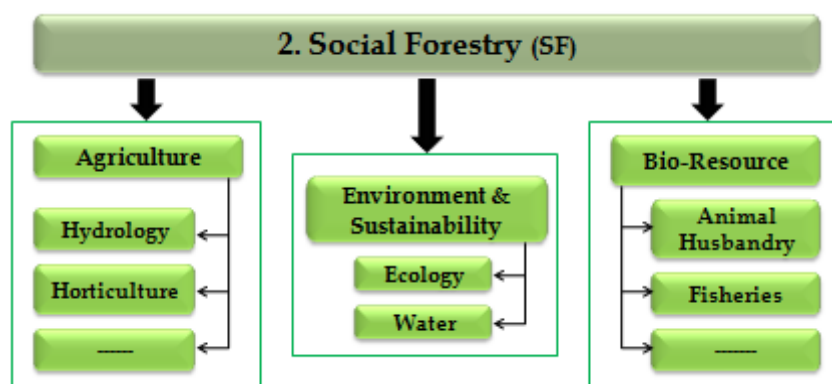 2. Social Forestry (SF)
Agriculture
Hydrology
Horticulture
------
Environment &
Sustainability
Ecology
Water
Bio-Resource
Animal
Husbandry
Fisheries
-------